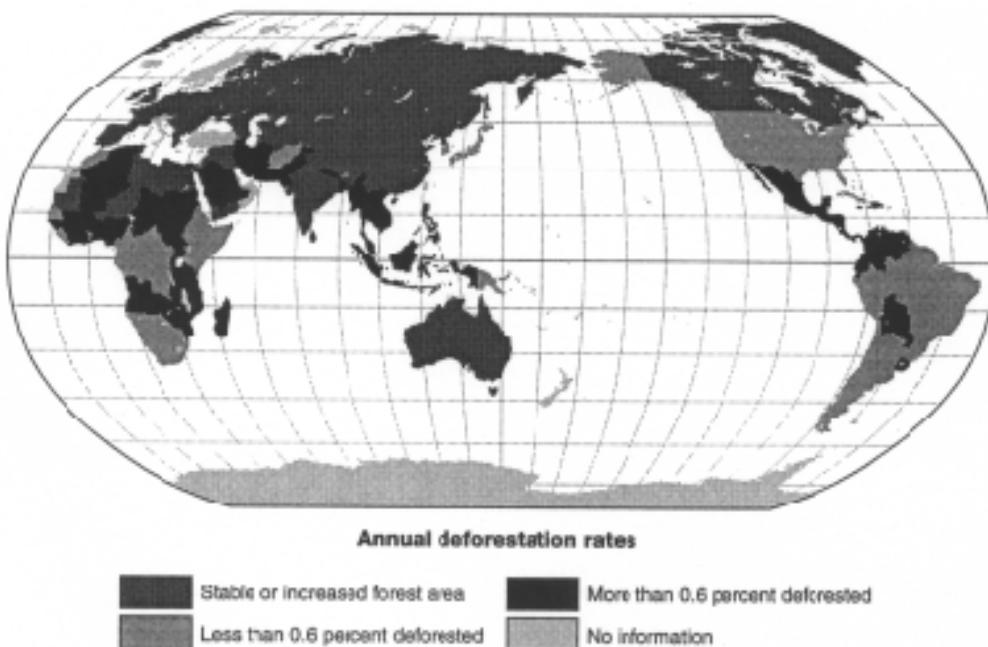 Annual deforestation rates
Stable or increased forest area
More than 0.6 percent deforested
Less than 0.6 percent deforested
No information